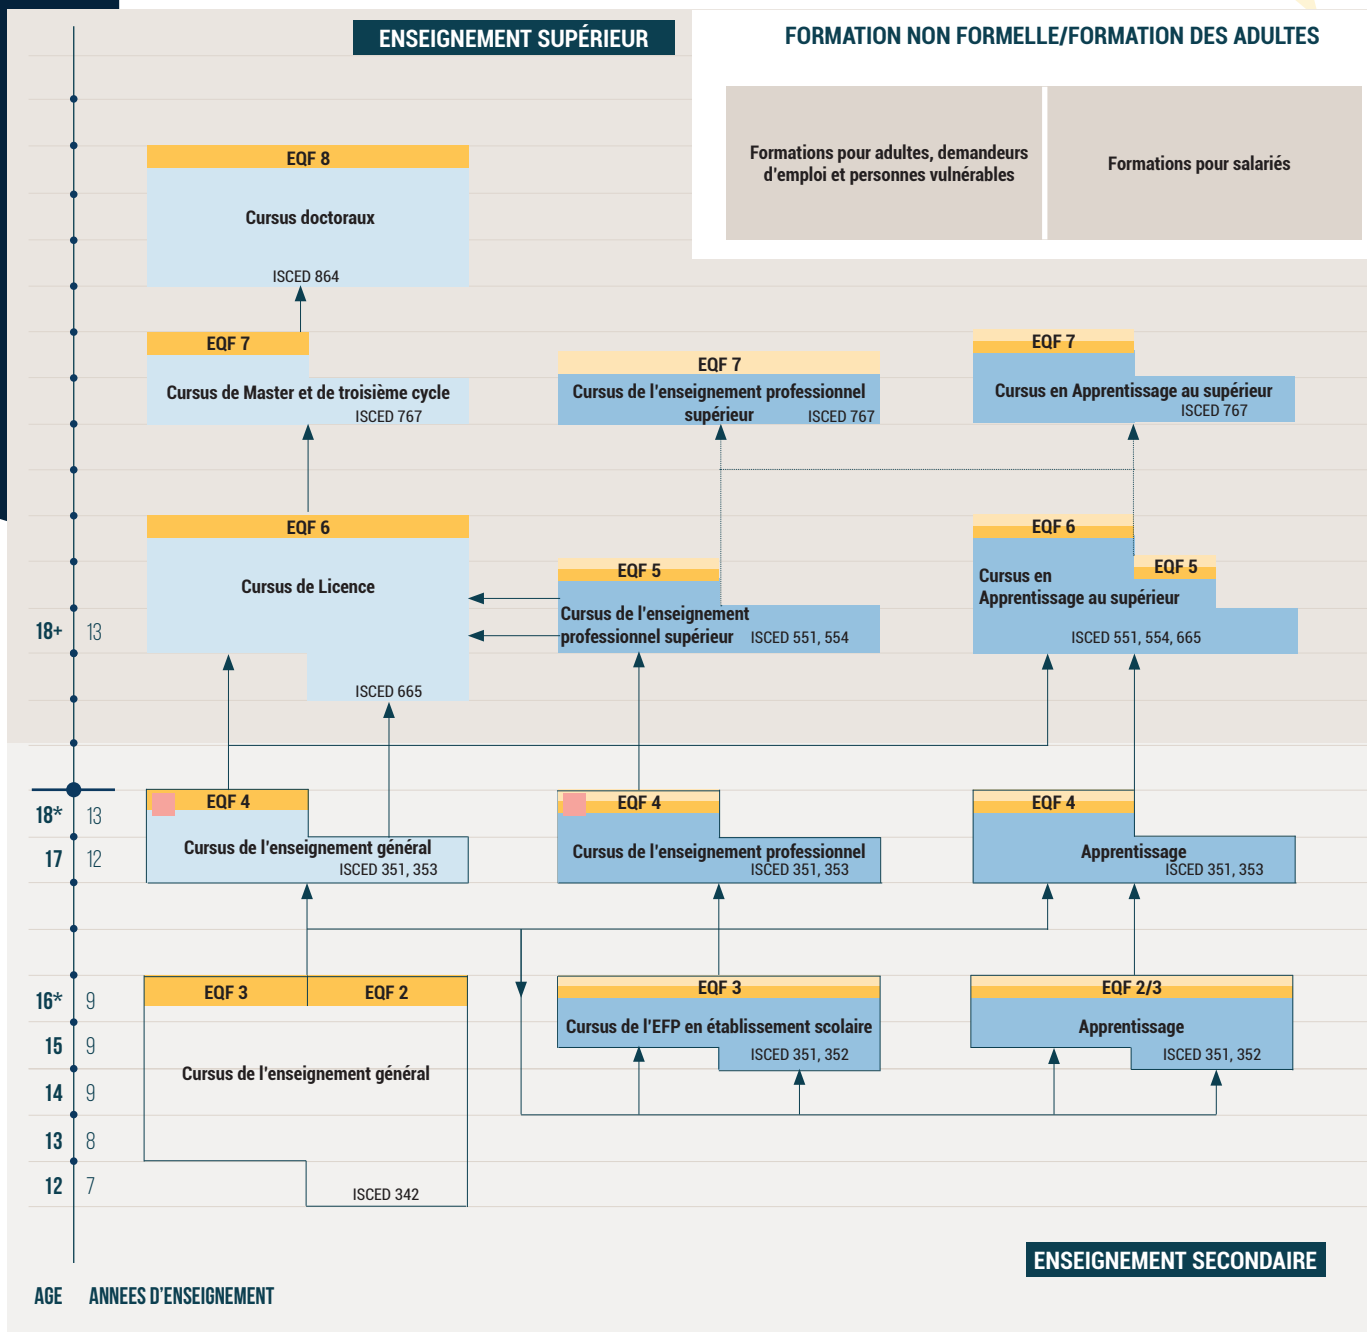 ENSEIGNEMENT SUPÉRIEUR
FORMATION NON FORMELLE/FORMATION DES ADULTES
Formations pour adultes, demandeurs
d'emploi et personnes vulnérables
Formations pour salariés
EQF 8
Cursus doctoraux
ISCED 864
EQF 7
Cursus de Master et de troisième cycle
ISCED 767
EQF 7
Cursus de l'enseignement professionnel
supérieur
ISCED 767
EQF 7
Cursus en Apprentissage au supérieur
ISCED 767
EQF 6
Cursus de Licence
ISCED 665
EQF 5
Cursus de l'enseignement
professionnel supérieur
ISCED 551, 554
EQF 6
EQF 5
Cursus en
Apprentissage au supérieur
ISCED 551, 554, 665
18+ 13
EQF 4
Cursus de l'enseignement général
ISCED 351, 353
EQF 4
Cursus de l'enseignement professionnel
ISCED 351, 353
EQF 4
Apprentissage
ISCED 351, 353
18* 13
17 12
EQF 3
EQF 2
Cursus de l'enseignement général
ISCED 342
EQF 3
Cursus de l'EFP en établissement scolaire
ISCED 351, 352
EQF 2/3
Apprentissage
ISCED 351, 352
16* 9
15 9
14 9
13 8
12 7
ENSEIGNEMENT SECONDAIRE
AGE ANNEES D'ENSEIGNEMENT